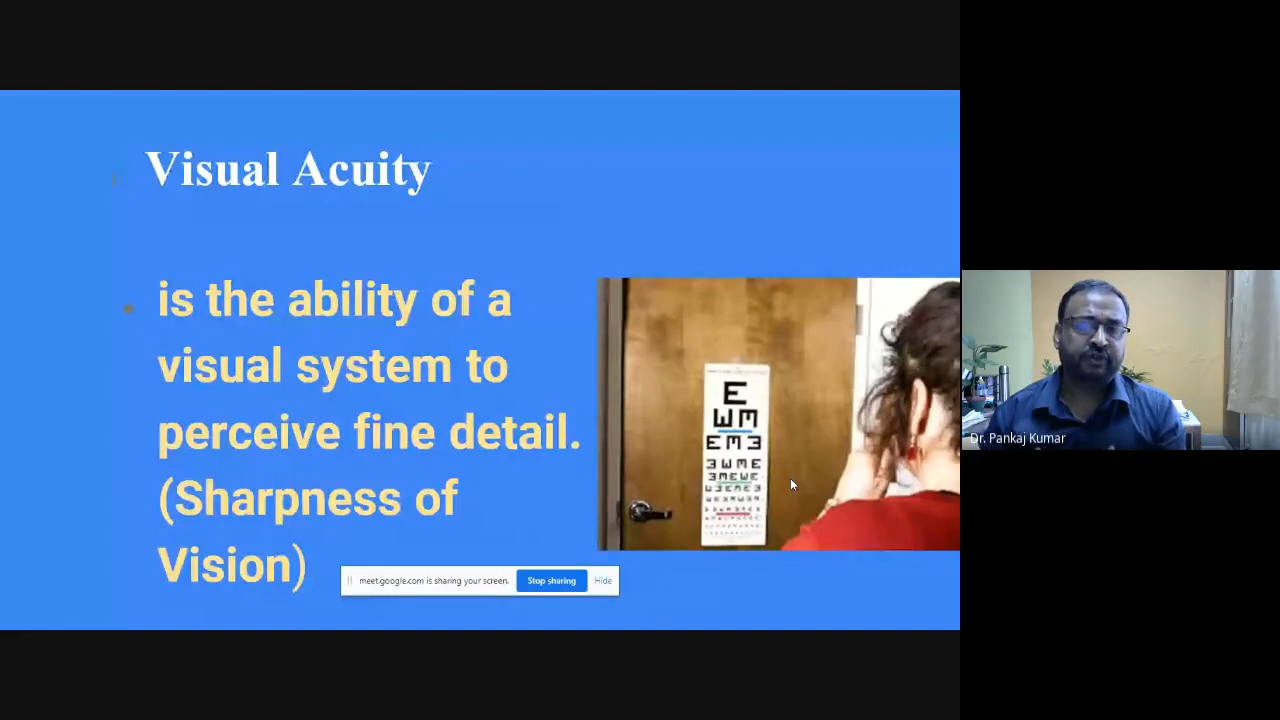 Visual Acuity
is the ability of a
visual system to
perceive fine detail.
(Sharpness of
Vision)
E
meet.google.com is sharing your screen.
Stop sharing
Hide
Dr. Pankaj Kumar